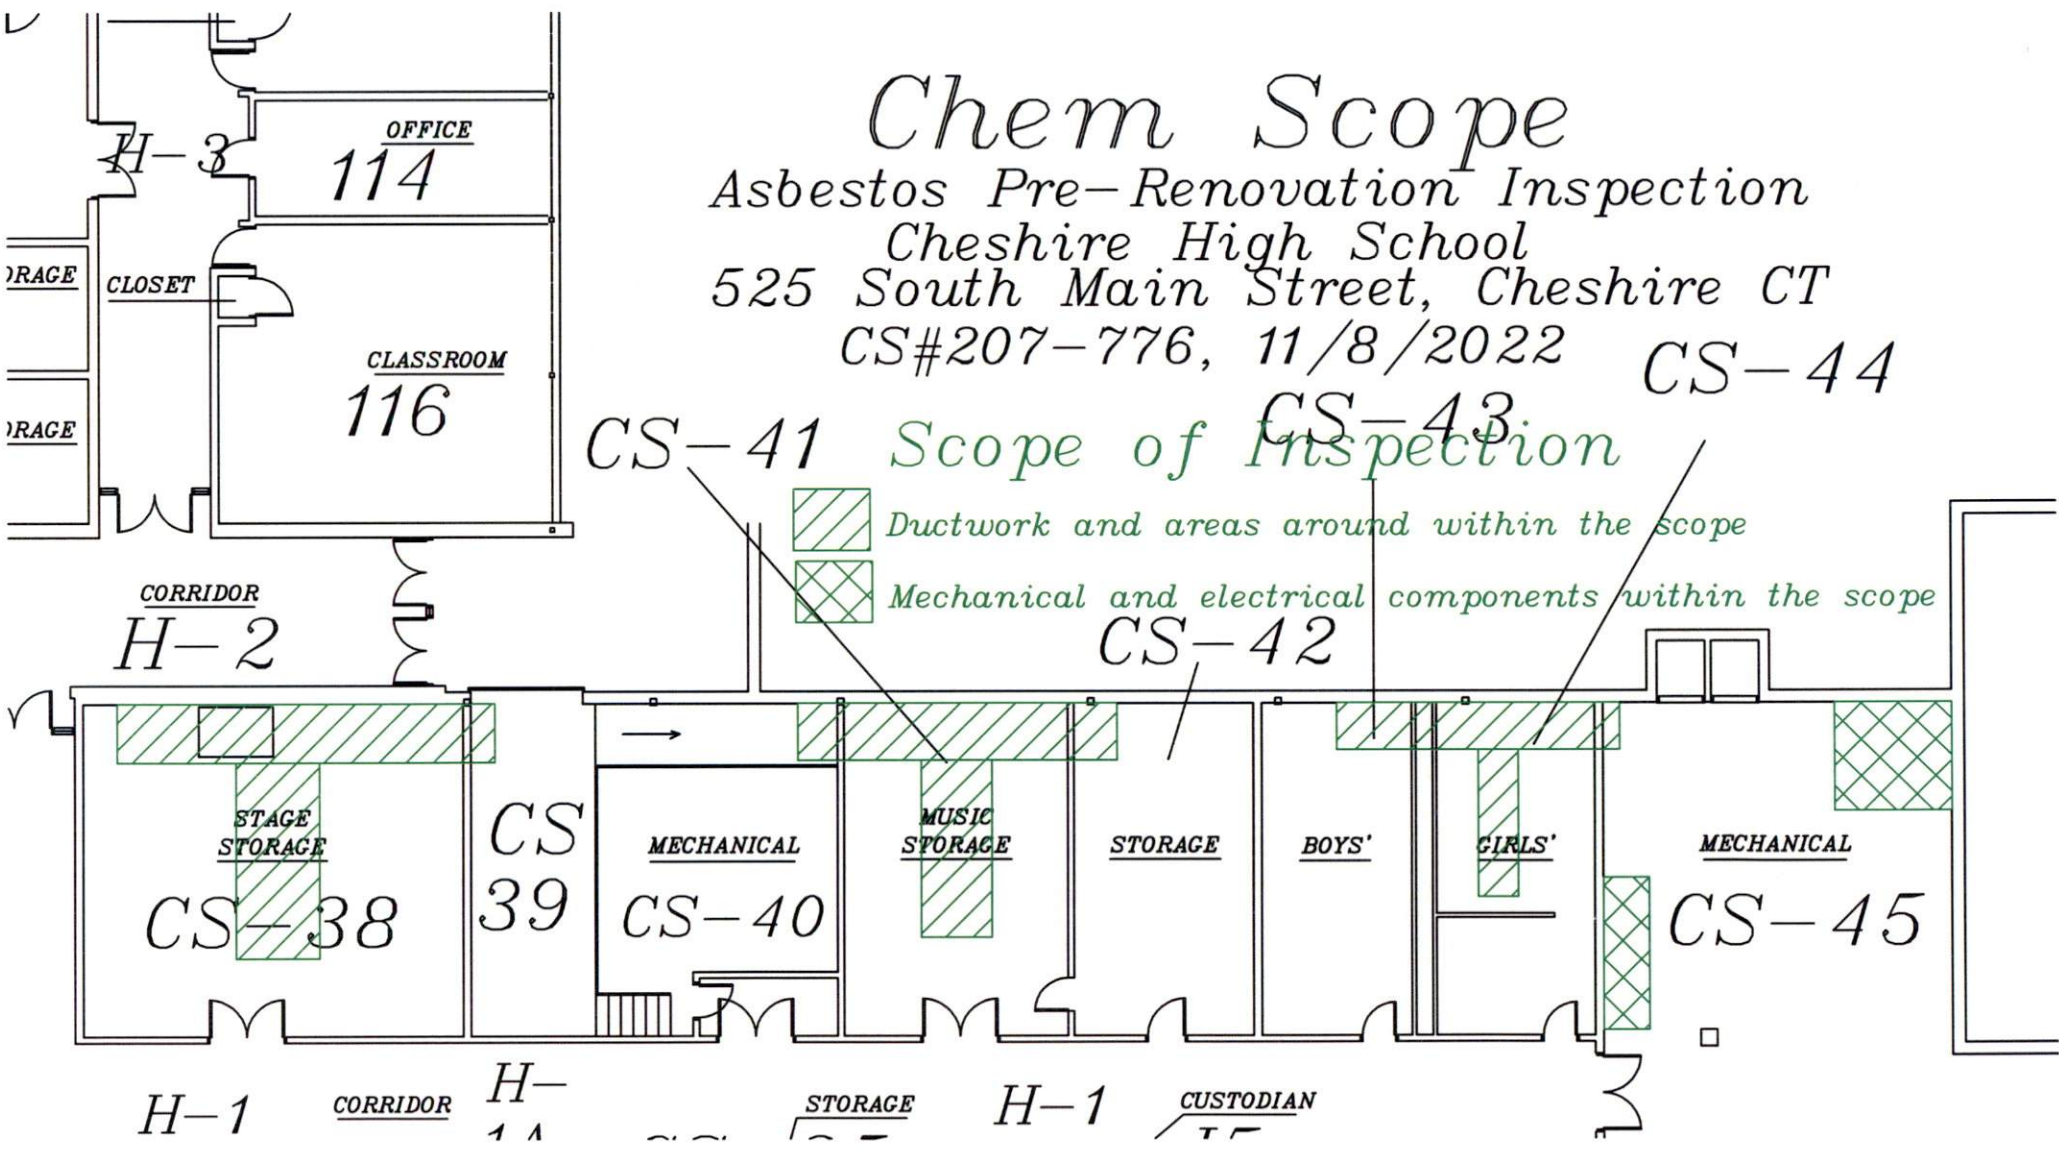 Chem Scope
Asbestos Pre-Renovation Inspection
Cheshire High School
525 South Main Street, Cheshire CT
CS#207-776, 11/8/2022
Scope of Inspection
Ductwork and areas around within the scope
Mechanical and electrical components within the scope
H-3
OFFICE
114
CLOSET
CLASSROOM
116
CORRIDOR
H-2
CS-41
CS-42
CS-43
CS-44
STAGE
STORAGE
CS-38
CS
39
MECHANICAL
CS-40
MUSIC
STORAGE
STORAGE
BOYS'
GIRLS'
MECHANICAL
CS-45
H-1
CORRIDOR
H-
STORAGE
H-1
CUSTODIAN